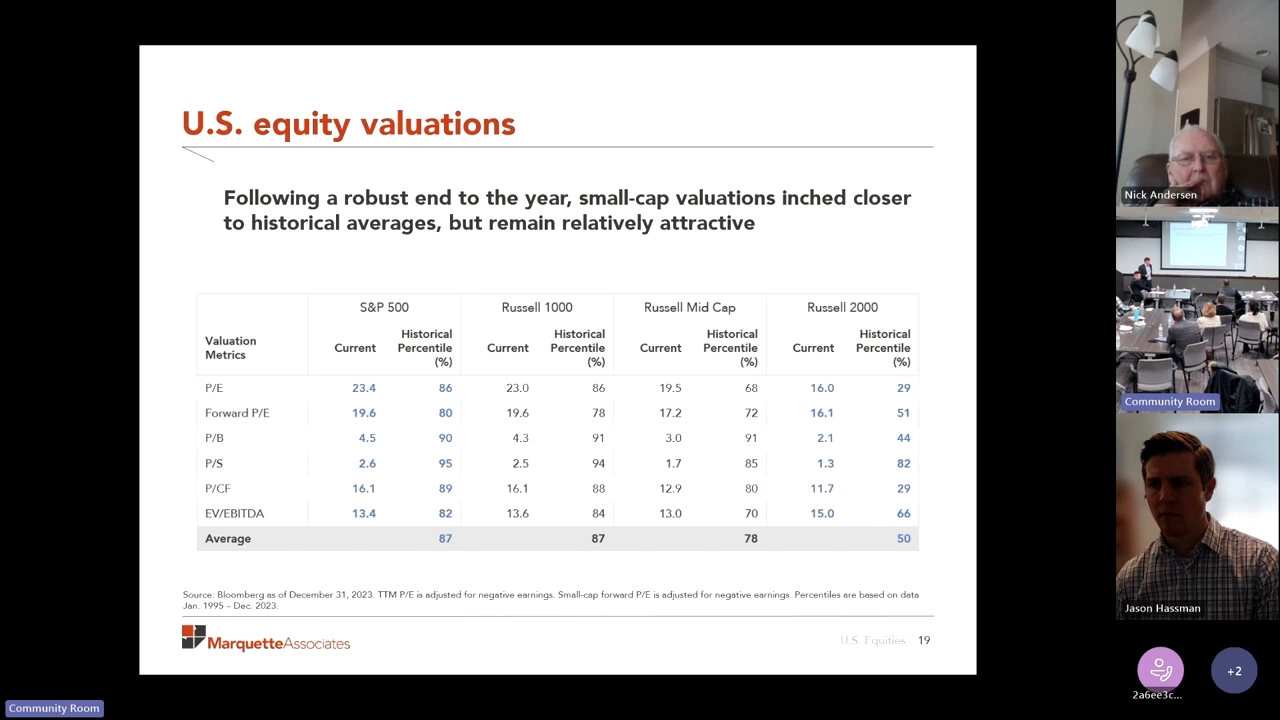 U.S. equity valuations
Following a robust end to the year, small-cap valuations inched closer
to historical averages, but remain relatively attractive
S&P 500 Russell 1000 Russell Mid Cap Russell 2000
Valuation Metrics Current Historical Percentile (%) Current Historical Percentile (%) Current Historical Percentile (%) Current Historical Percentile (%)
P/E 23.4 86 23.0 86 19.5 68 16.0 29
Forward P/E 19.6 80 19.6 78 17.2 72 16.1 51
P/B 4.5 90 4.3 91 3.0 91 2.1 44
P/S 2.6 95 2.5 94 1.7 85 1.3 82
P/CF 16.1 89 16.1 88 12.9 80 11.7 29
EV/EBITDA 13.4 82 13.6 84 13.0 70 15.0 66
Average 87 87 78 50
Source: Bloomberg as of December 31, 2023. TTM P/E is adjusted for negative earnings. Small-cap forward P/E is adjusted for negative earnings. Percentiles are based on data
Jan. 1995 – Dec. 2023.
MarquetteAssociates
U.S. Equities 19
Nick Andersen
Community Room
Jason Hassman
2a6ee3c...
+2
Community Room